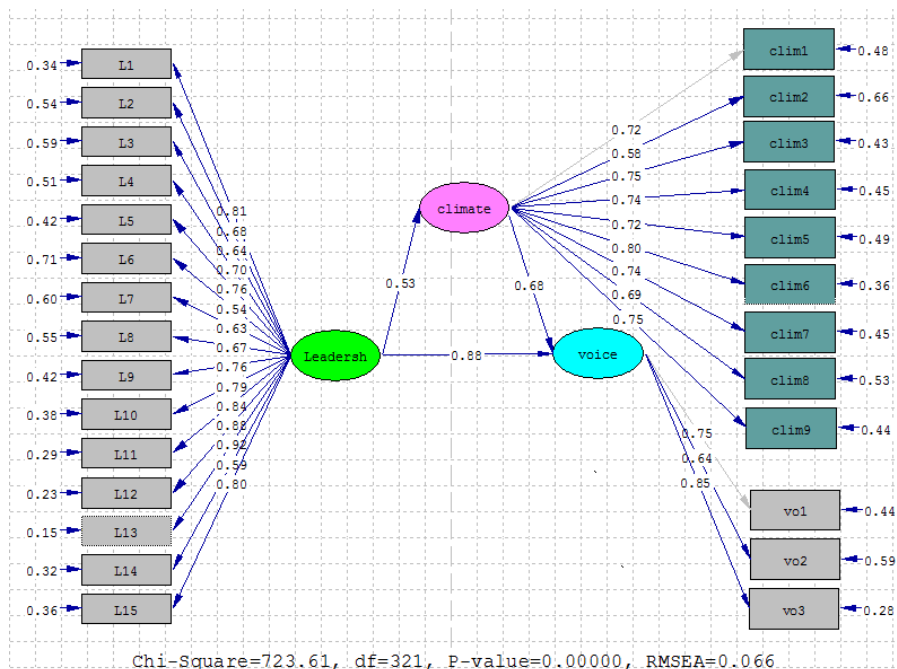 0.34 L1
0.54 L2
0.59 L3
0.51 L4
0.42 L5
0.71 L6
0.60 L7
0.55 L8
0.42 L9
0.38 L10
0.29 L11
0.23 L12
0.15 L13
0.32 L14
0.36 L15
0.81
0.68
0.64
0.70
0.76
0.54
0.63
0.67
0.76
0.79
0.84
0.88
0.92
0.59
0.80
Leadersh
0.53
0.88
climate
0.68
voice
0.72
0.58
0.75
0.74
0.72
0.80
0.74
0.69
0.75
clim1 0.48
clim2 0.66
clim3 0.43
clim4 0.45
clim5 0.49
clim6 0.36
clim7 0.45
clim8 0.53
clim9 0.44
0.75
0.64
0.85
vo1 0.44
vo2 0.59
vo3 0.28
Chi-Square=723.61, df=321, P-value=0.00000, RMSEA=0.066